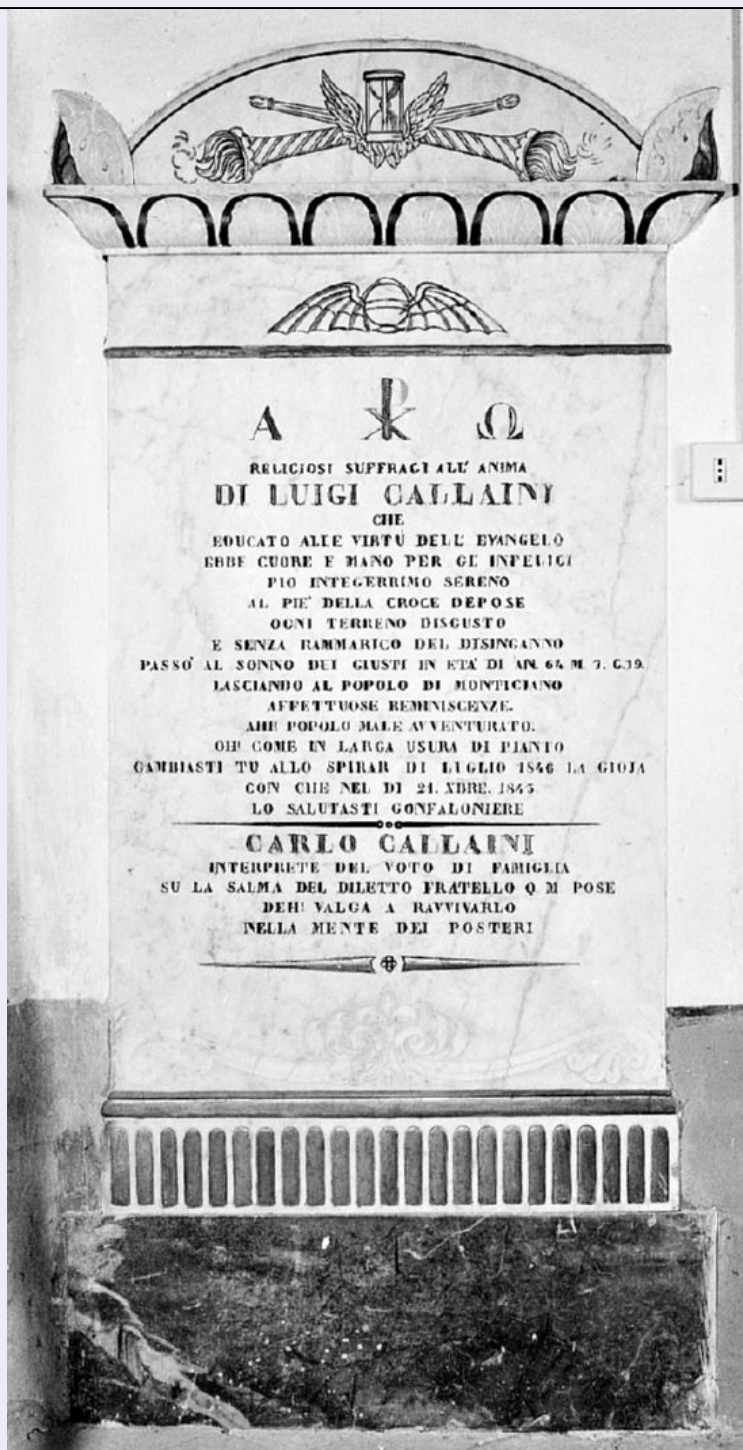 Α ☧ Ω
RELIGIOSI SUFFRAGI ALL' ANIMA
DI LUIGI CALLAINI
CHE
EDUCATO ALLE VIRTÙ DELL' EVANGELO
EBBE CUORE E MANO PER GL' INFELICI
PIO INTEGERRIMO SERENO
AL PIE' DELLA CROCE DEPOSE
OGNI TERRENO DISGUSTO
E SENZA RAMMARICO DEL DISINGANNO
PASSO' AL SONNO DEI GIUSTI IN ETA' DI AN. 64 M 7. G. 19.
LASCIANDO AL POPOLO DI MONTICIANO
AFFETTUOSE REMINISCENZE.
AHI POPOLO MALE AVVENTURATO.
OH' COME IN LARGA USURA DI PIANTO
CAMBIASTI TU ALLO SPIRAR DI LUGLIO 1846 LA GIOJA
CON CHE NEL DI 21. XBRE. 1845
LO SALUTASTI GONFALONIERE
CARLO CALLAINI
INTERPRETE DEL VOTO DI FAMIGLIA
SU LA SALMA DEL DILETTO FRATELLO Q M POSE
DEH! VALGA A RAVVIVARLO
NELLA MENTE DEI POSTERI